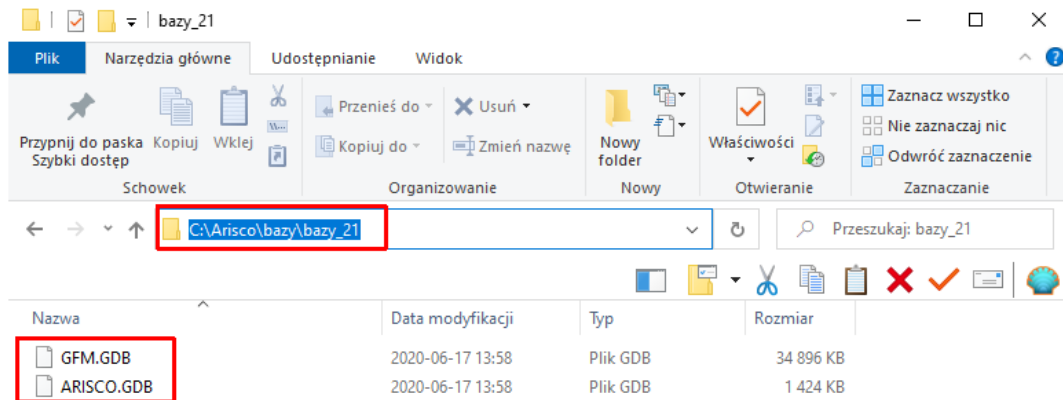 bazy_21
Plik Narzędzia główne Udostępnianie Widok
Przypnij do paska Szybki dostęp
Kopiuj
Wklej
Schowek
Przenieś do
Kopiuj do
Usuń
Zmień nazwę
Organizowanie
Nowy folder
Nowy
Właściwości
Otwieranie
Zaznacz wszystko
Nie zaznaczaj nic
Odwróć zaznaczenie
Zaznaczanie
C:\Arisco\bazy\bazy_21
Przeszukaj: bazy_21
Nazwa Data modyfikacji Typ Rozmiar
GFM.GDB 2020-06-17 13:58 Plik GDB 34 896 KB
ARISCO.GDB 2020-06-17 13:58 Plik GDB 1 424 KB